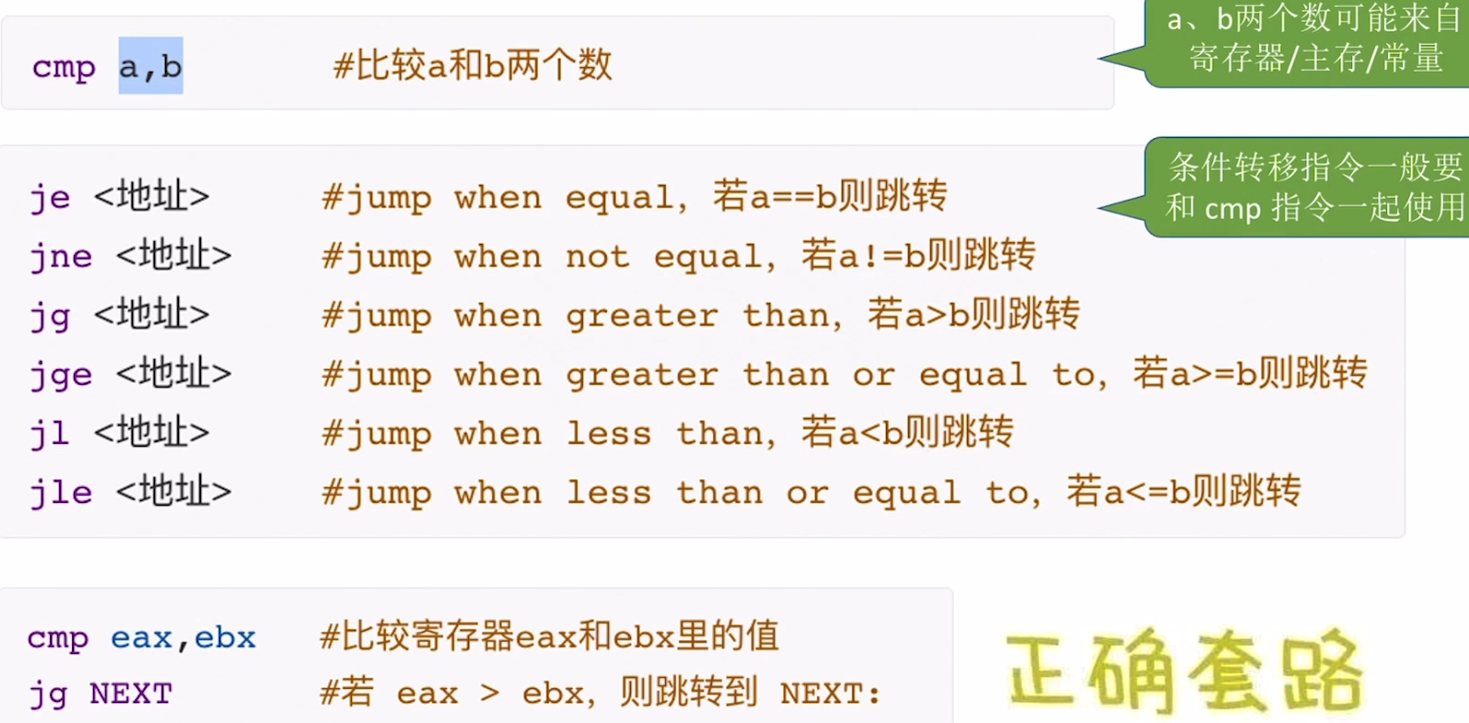 a、b两个数可能来自
寄存器/主存/常量
cmp a,b #比较a和b两个数
条件转移指令一般要
和 cmp 指令一起使用
je <地址> #jump when equal，若a==b则跳转
jne <地址> #jump when not equal，若a!=b则跳转
jg <地址> #jump when greater than，若a>b则跳转
jge <地址> #jump when greater than or equal to，若a>=b则跳转
jl <地址> #jump when less than，若a<b则跳转
jle <地址> #jump when less than or equal to，若a<=b则跳转
cmp eax,ebx #比较寄存器eax和ebx里的值
jg NEXT #若 eax > ebx，则跳转到 NEXT:
正确套路